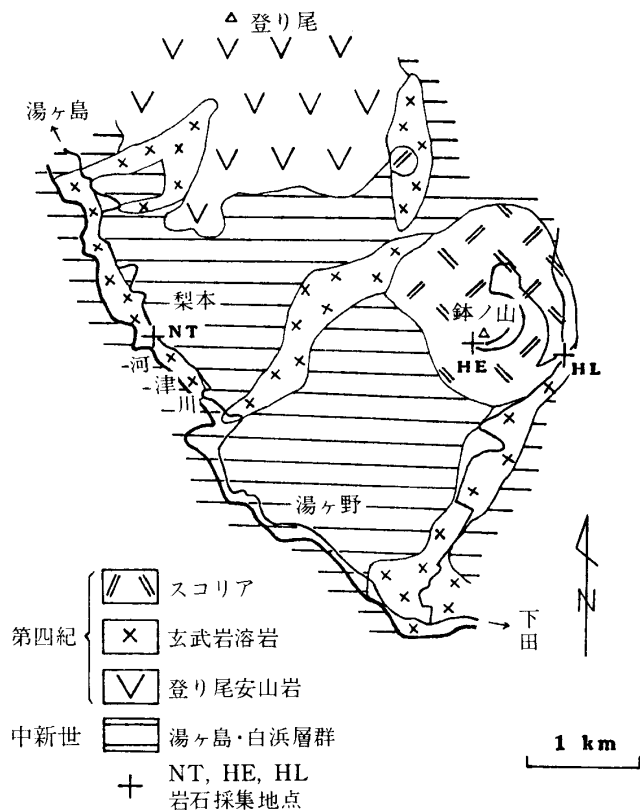 登り尾
湯ヶ島
梨本
NT
河
津
川
鉢ノ山
HE
HL
湯ヶ野
下
田
N
第四紀
スコリア
玄武岩溶岩
登り尾安山岩
中新世
湯ヶ島・白浜層群
NT, HE, HL
岩石採集地点
1 km